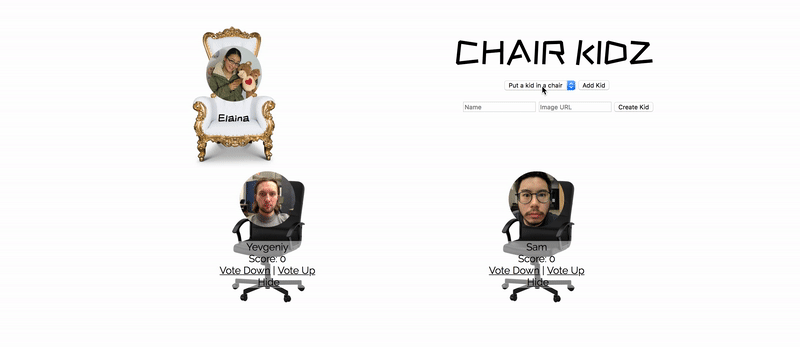 CHAIR KIDZ
Put a kid in a chair Add Kid
Name Image URL Create Kid
Elaina
Yevgeniy
Score: 0
Vote Down | Vote Up
Hide
Sam
Score: 0
Vote Down | Vote Up
Hide